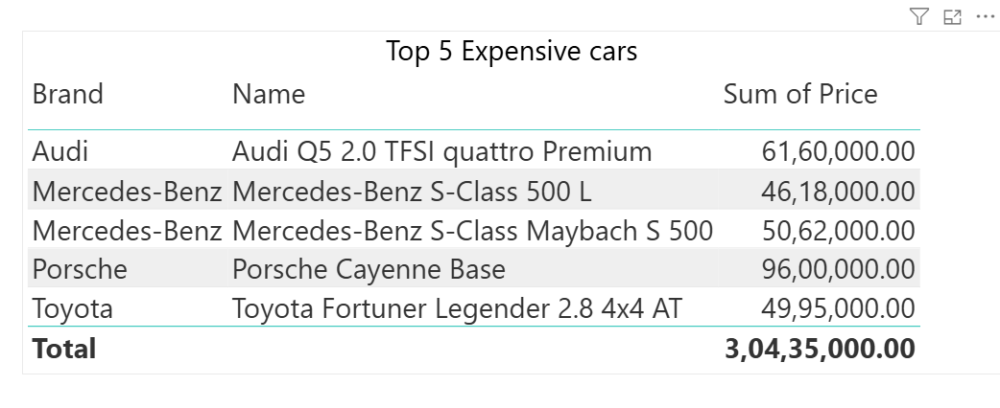 Top 5 Expensive cars
Brand Name Sum of Price
Audi Audi Q5 2.0 TFSI quattro Premium 61,60,000.00
Mercedes-Benz Mercedes-Benz S-Class 500 L 46,18,000.00
Mercedes-Benz Mercedes-Benz S-Class Maybach S 500 50,62,000.00
Porsche Porsche Cayenne Base 96,00,000.00
Toyota Toyota Fortuner Legender 2.8 4x4 AT 49,95,000.00
Total 3,04,35,000.00